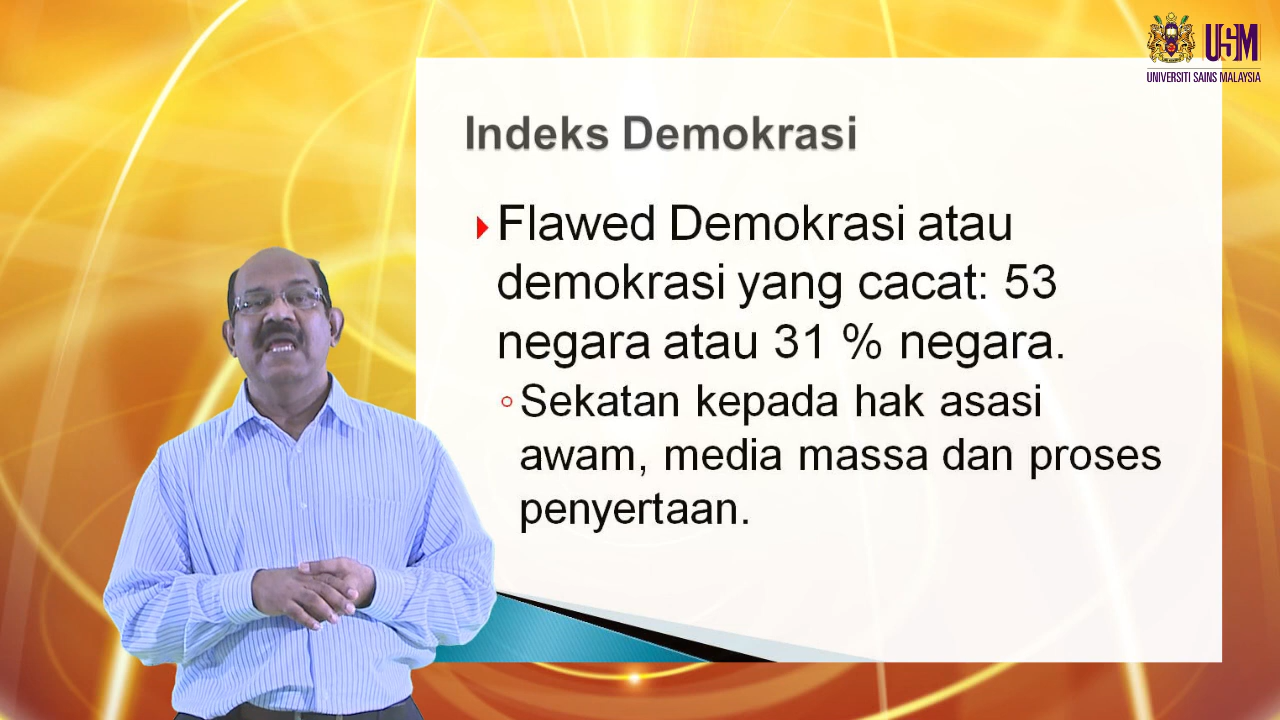 USM
UNIVERSITI SAINS MALAYSIA
Indeks Demokrasi
Flawed Demokrasi atau
demokrasi yang cacat: 53
negara atau 31 % negara.
Sekatan kepada hak asasi
awam, media massa dan proses
penyertaan.